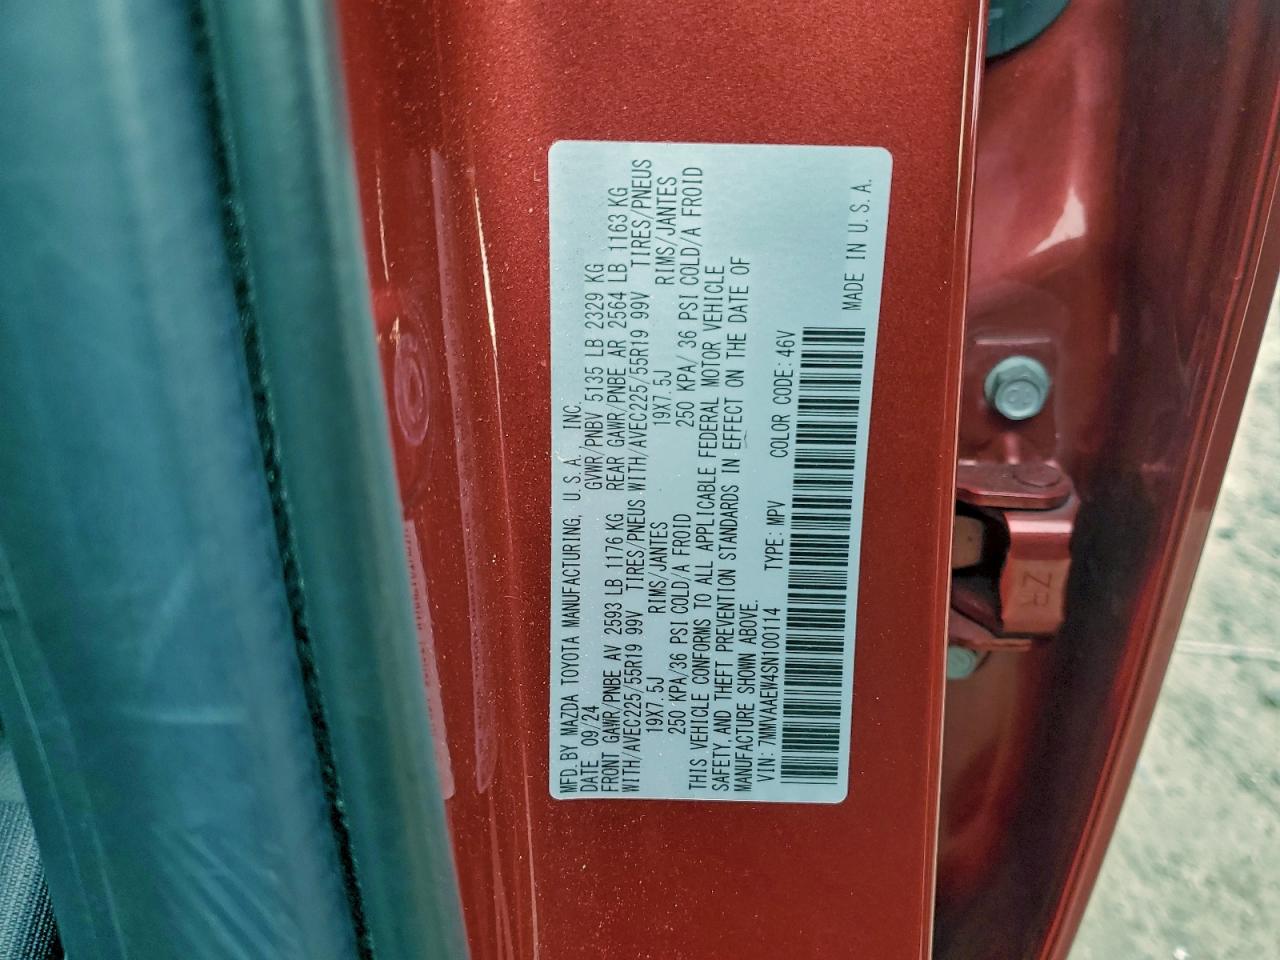 MFD.BY MAZDA TOYOTA MANUFACTURING, U.S.A., INC.
DATE 09/24 GVWR/PNBV 5135 LB 2329 KG
FRONT GAWR/PNBE AV 2593 LB 1176 KG REAR GAWR/PNBE AR 2564 LB 1163 KG
WITH/AVEC225/55R19 99V TIRES/PNEUS WITH/AVEC225/55R19 99V TIRES/PNEUS
19X7.5J RIMS/JANTES 19X7.5J RIMS/JANTES
250 KPA/36 PSI COLD/A FROID 250 KPA/ 36 PSI COLD/A FROID
THIS VEHICLE CONFORMS TO ALL APPLICABLE FEDERAL MOTOR VEHICLE
SAFETY, AND THEFT PREVENTION STANDARDS IN EFFECT ON THE DATE OF
MANUFACTURE SHOWN ABOVE.
VIN: 7MMVAAEW4SN100114 TYPE: MPV COLOR CODE: 46V
MADE IN U.S.A.
ZR